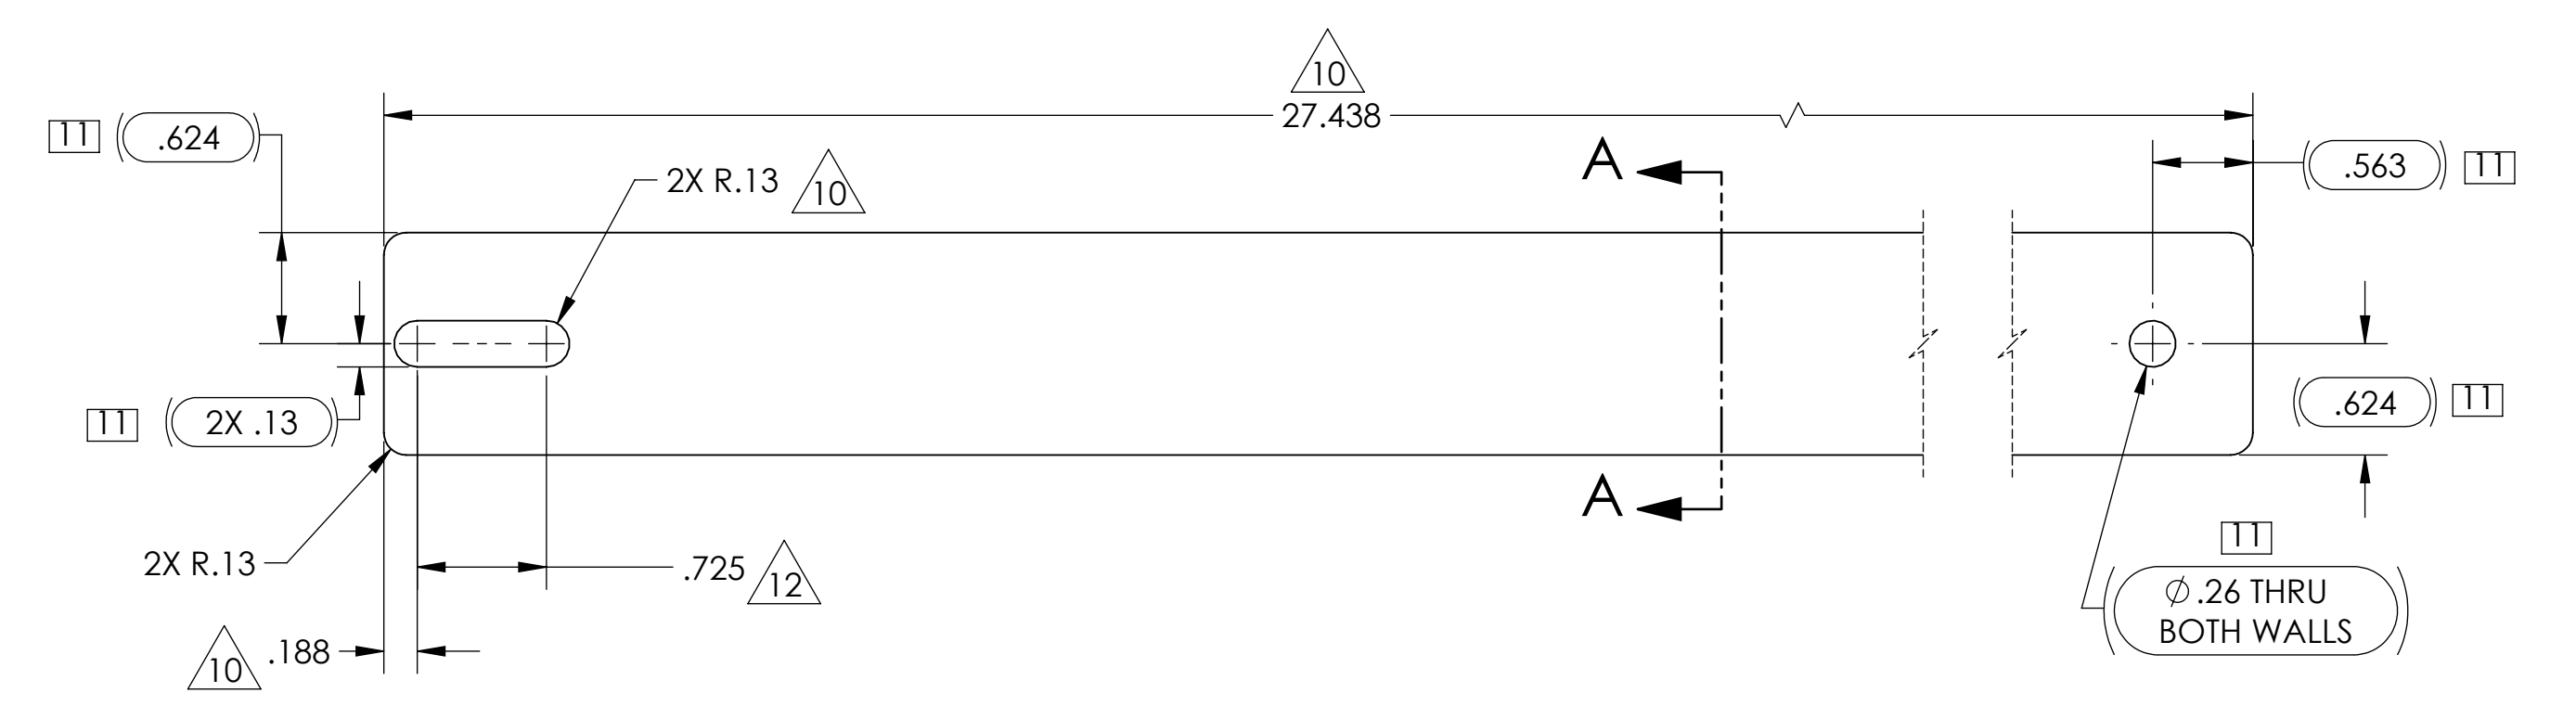 10
27.438
11 (.624)
2X R.13 10
A
(.563) 11
11 (2X .13)
(.624) 11
A
2X R.13
.725 12
11
(⌀ .26 THRU
BOTH WALLS)
10 .188